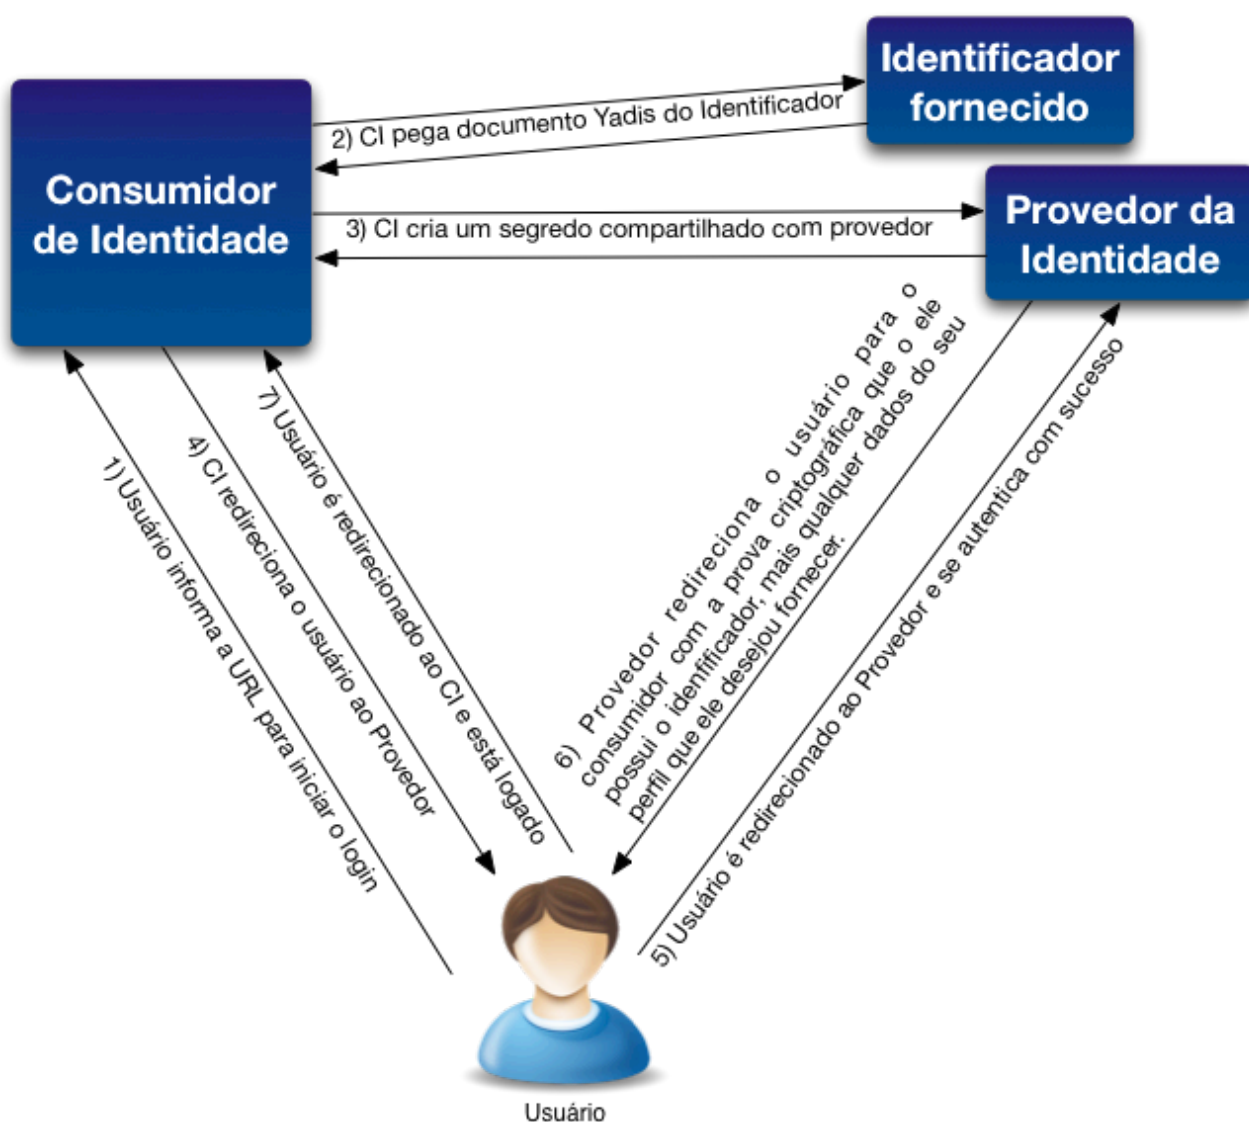 Identificador
fornecido
Consumidor
de Identidade
2) CI pega documento Yadis do Identificador
Provedor da
Identidade
3) CI cria um segredo compartilhado com provedor
1) Usuário informa a URL para iniciar o login
4) CI redireciona o usuário ao Provedor
7) Usuário é redirecionado ao CI e está logado
6) Provedor redireciona o usuário para o
consumidor com a prova criptográfica que o ele
possui o idenfificador, mais qualquer dados do seu
perfil que ele desejou fornecer.
5) Usuário é redirecionado ao Provedor e se autentica com sucesso
Usuário